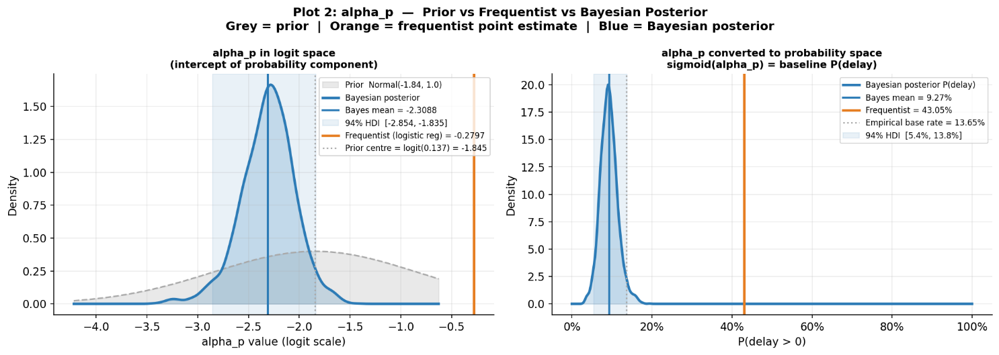 Plot 2: alpha_p — Prior vs Frequentist vs Bayesian Posterior
Grey = prior | Orange = frequentist point estimate | Blue = Bayesian posterior
alpha_p in logit space
(intercept of probability component)
Density
1.50
1.25
1.00
0.75
0.50
0.25
0.00
Prior Normal(-1.84, 1.0)
Bayesian posterior
Bayes mean = -2.3088
94% HDI [-2.854, -1.835]
Frequentist (logistic reg) = -0.2797
Prior centre = logit(0.137) = -1.845
−4.0 −3.5 −3.0 −2.5 −2.0 −1.5 −1.0 −0.5
alpha_p value (logit scale)
alpha_p converted to probability space
sigmoid(alpha_p) = baseline P(delay)
Density
20.0
17.5
15.0
12.5
10.0
7.5
5.0
2.5
0.0
Bayesian posterior P(delay)
Bayes mean = 9.27%
Frequentist = 43.05%
Empirical base rate = 13.65%
94% HDI [5.4%, 13.8%]
0% 20% 40% 60% 80% 100%
P(delay > 0)